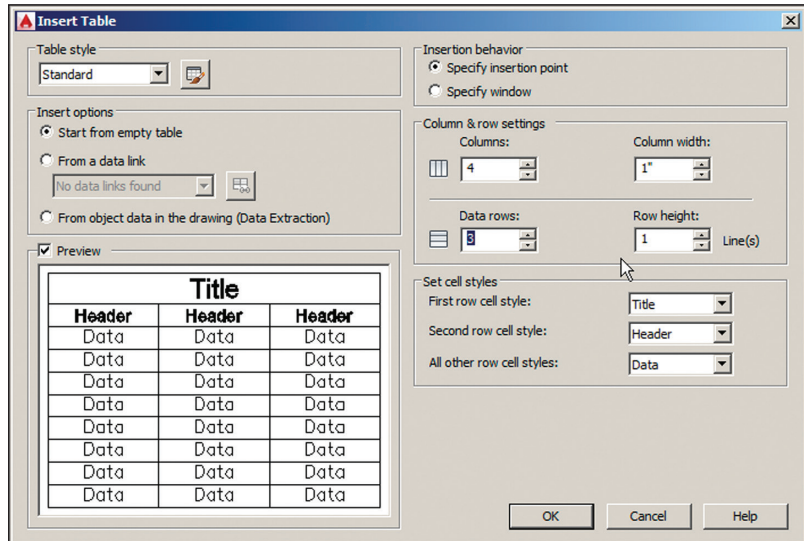 Insert Table
Table style
Standard
Insert options
Start from empty table
From a data link
No data links found
From object data in the drawing (Data Extraction)
Preview
Title
Header Header Header
Data Data Data
Data Data Data
Data Data Data
Data Data Data
Data Data Data
Data Data Data
Data Data Data
Data Data Data
Insertion behavior
Specify insertion point
Specify window
Column & row settings
Columns: Column width:
4 1"
Data rows: Row height:
3 1 Line(s)
Set cell styles
First row cell style: Title
Second row cell style: Header
All other row cell styles: Data
OK Cancel Help